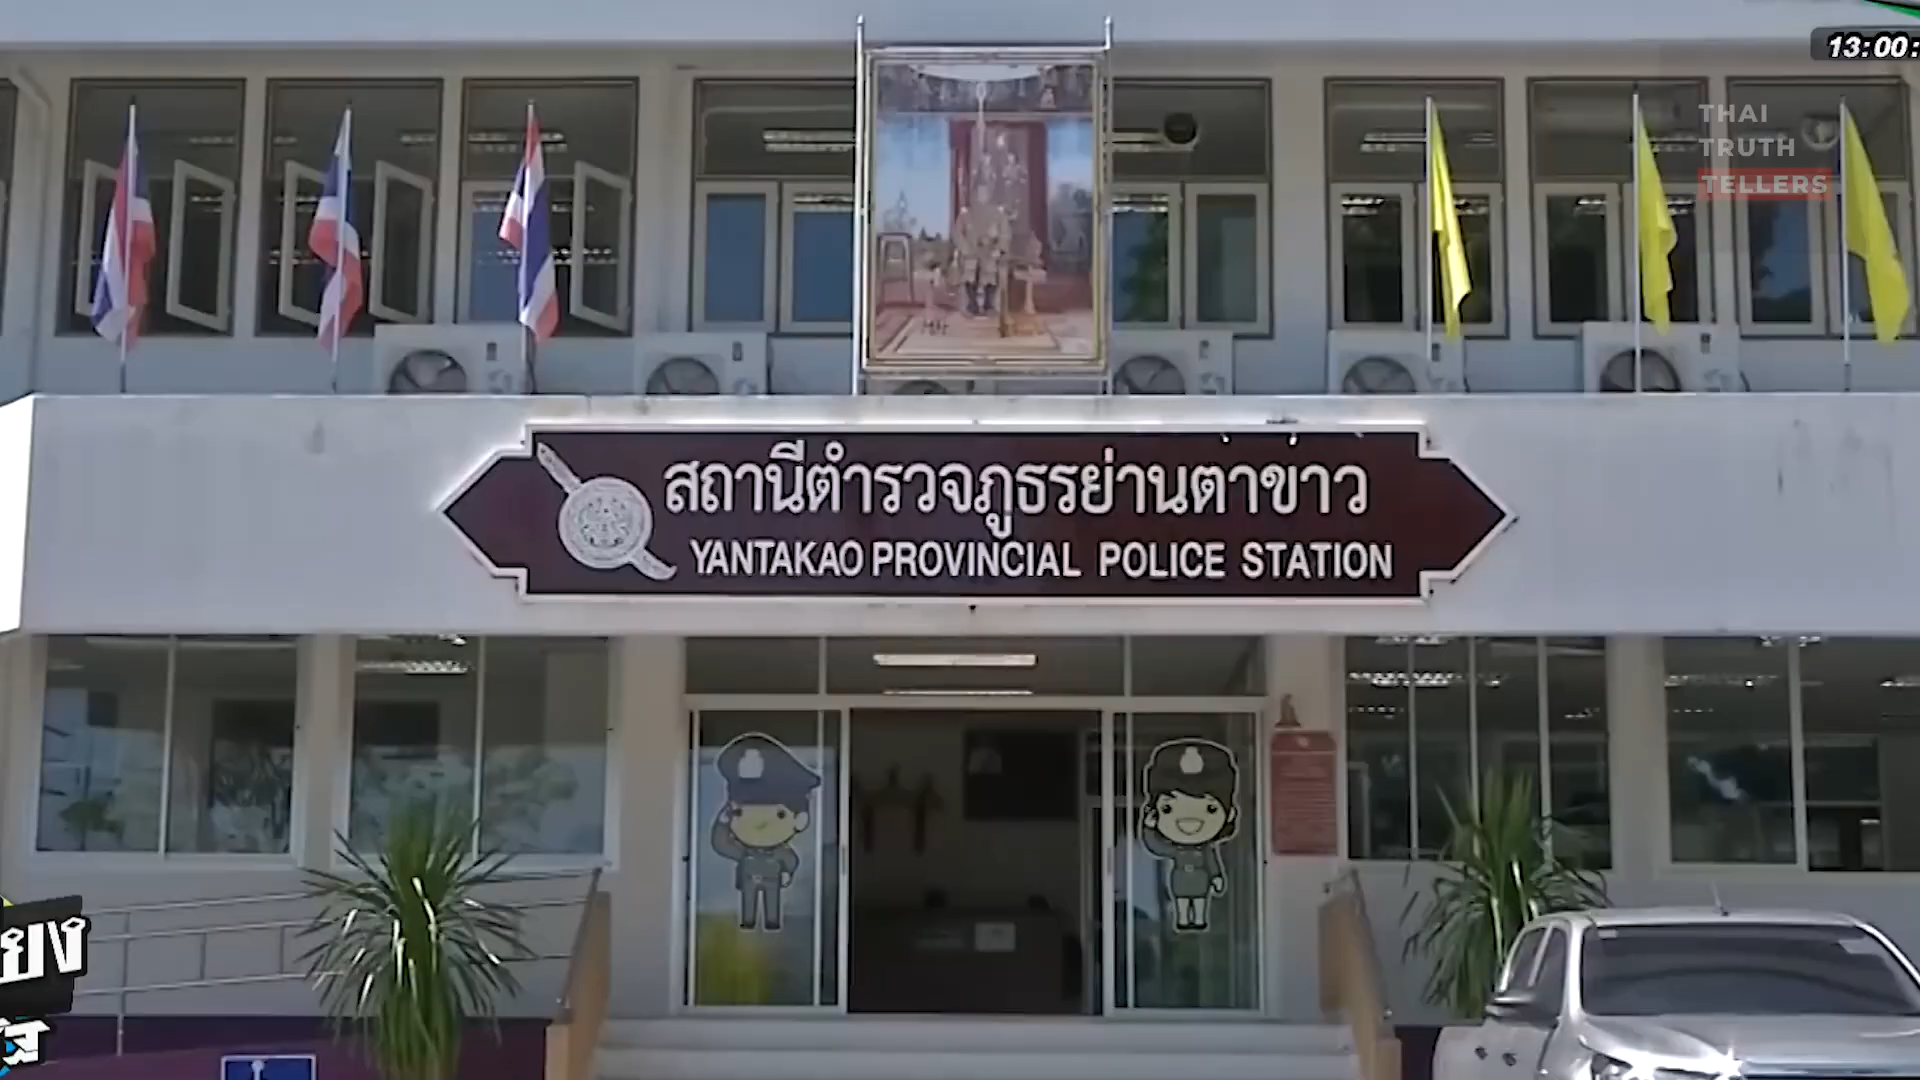 13:00:
THAI
TRUTH
TELLERS
สถานีตำรวจภูธรย่านตาขาว
YANTAKAO PROVINCIAL POLICE STATION